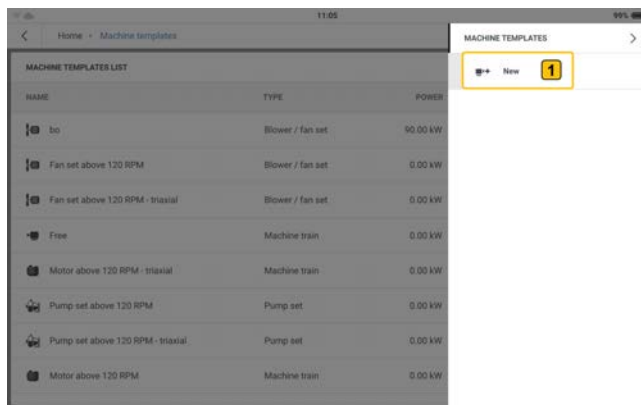 11:05
99%
Home • Machine templates
MACHINE TEMPLATES
MACHINE TEMPLATES LIST
New 1
NAME TYPE POWER
bo Blower / fan set 90.00 kW
Fan set above 120 RPM Blower / fan set 0.00 kW
Fan set above 120 RPM - triaxial Blower / fan set 0.00 kW
Free Machine train 0.00 kW
Motor above 120 RPM - triaxial Machine train 0.00 kW
Pump set above 120 RPM Pump set 0.00 kW
Pump set above 120 RPM - triaxial Pump set 0.00 kW
Motor above 120 RPM Machine train 0.00 kW